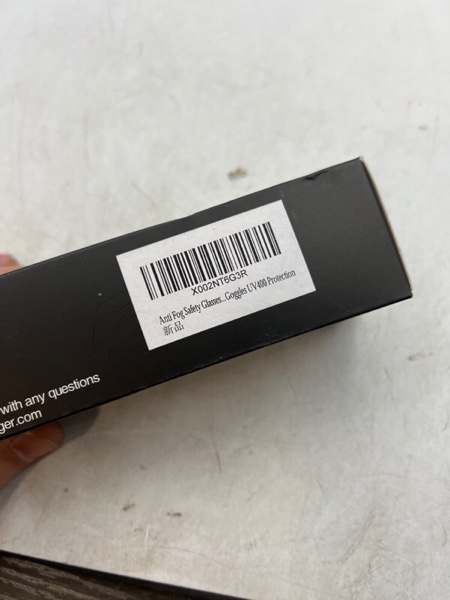 X002NT6G3R
Anti Fog Safety Glasses...Goggles UV400 Protection
新品
with any questions
ger.com